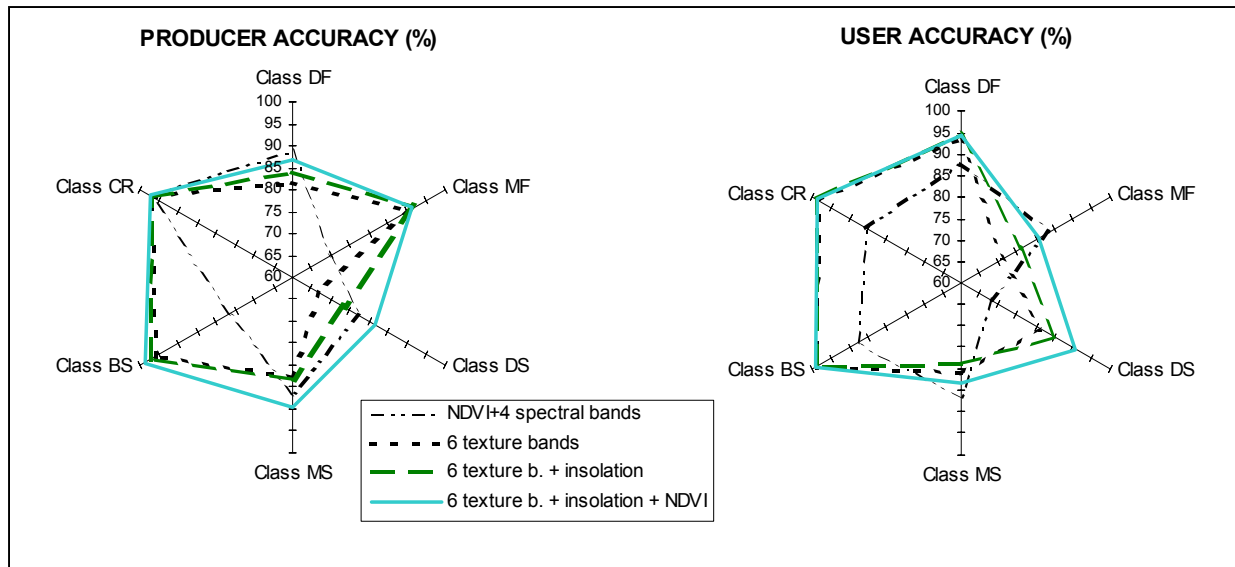 PRODUCER ACCURACY (%)
Class DF
100
95
90
85
80
75
70
65
60
Class MF
Class DS
Class MS
Class BS
Class CR
USER ACCURACY (%)
Class DF
100
95
90
85
80
75
70
65
60
Class MF
Class DS
Class MS
Class BS
Class CR
NDVI+4 spectral bands
6 texture bands
6 texture b. + insolation
6 texture b. + insolation + NDVI